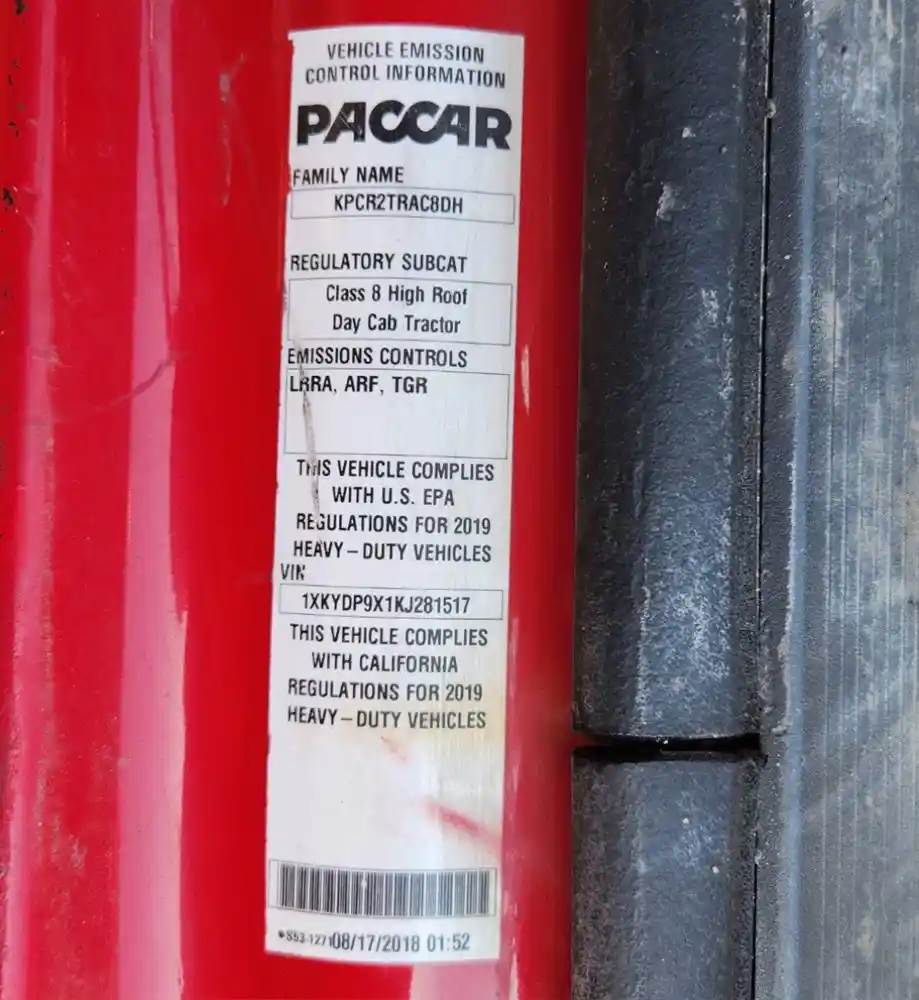 VEHICLE EMISSION
CONTROL INFORMATION
PACCAR
FAMILY NAME
KPCR2TRAC8DH
REGULATORY SUBCAT
Class 8 High Roof
Day Cab Tractor
EMISSIONS CONTROLS
LRRA, ARF, TGR
THIS VEHICLE COMPLIES
WITH U.S. EPA
REGULATIONS FOR 2019
HEAVY – DUTY VEHICLES
VIN
1XKYDP9X1KJ281517
THIS VEHICLE COMPLIES
WITH CALIFORNIA
REGULATIONS FOR 2019
HEAVY – DUTY VEHICLES
08/17/2018 01:52